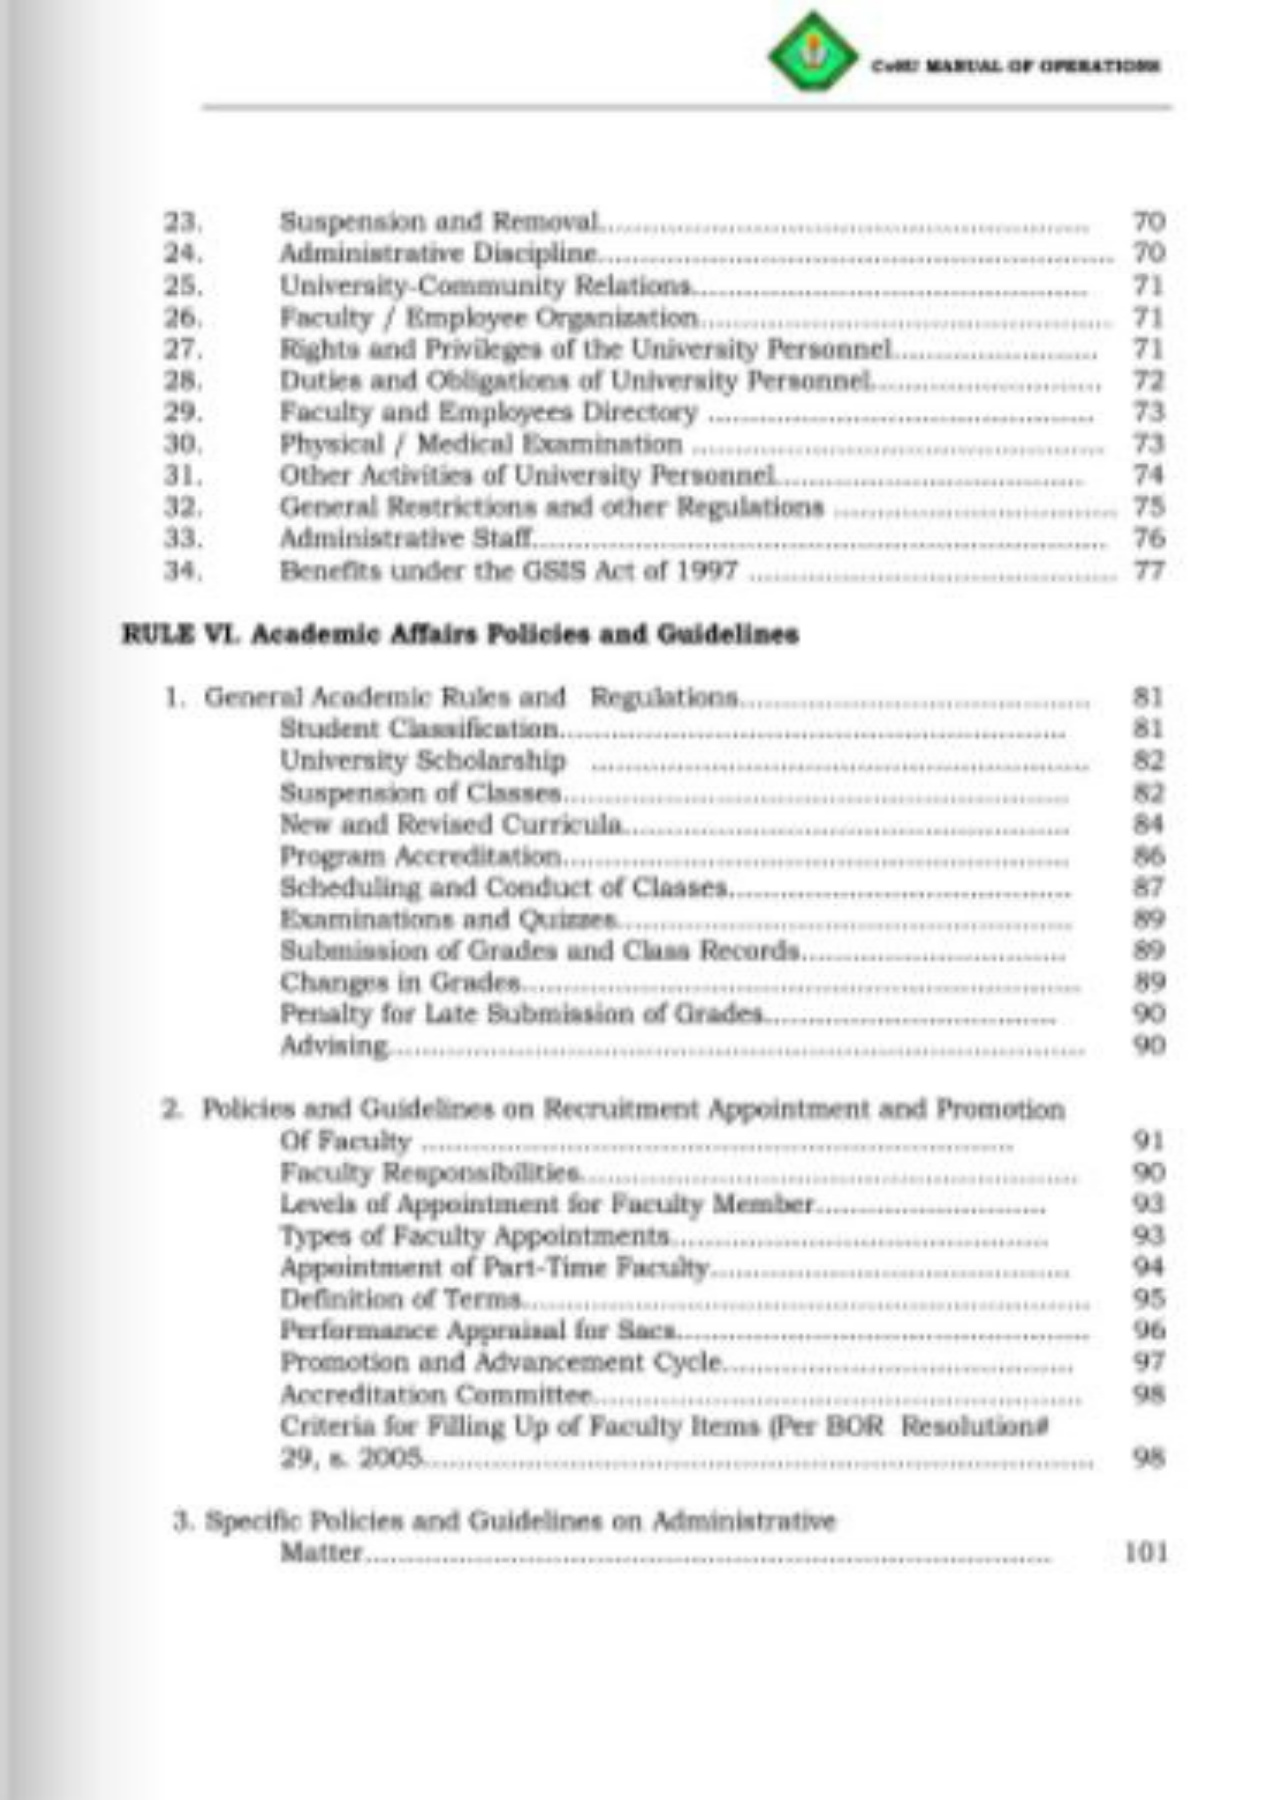 MANUAL OF OPERATIONS
23. Suspension and Removal.......... 70
24. Administrative Discipline.......... 70
25. University-Community Relations.......... 71
26. Faculty / Employee Organization.......... 71
27. Rights and Privileges of the University Personnel.......... 71
28. Duties and Obligations of University Personnel.......... 72
29. Faculty and Employees Directory .......... 73
30. Physical / Medical Examination .......... 73
31. Other Activities of University Personnel.......... 74
32. General Restrictions and other Regulations .......... 75
33. Administrative Staff.......... 76
34. Benefits under the GSIS Act of 1997 .......... 77
RULE VI. Academic Affairs Policies and Guidelines
1. General Academic Rules and Regulations.......... 81
Student Classification.......... 81
University Scholarship .......... 82
Suspension of Classes.......... 82
New and Revised Curricula.......... 84
Program Accreditation.......... 86
Scheduling and Conduct of Classes.......... 87
Examinations and Quizzes.......... 89
Submission of Grades and Class Records.......... 89
Changes in Grades.......... 89
Penalty for Late Submission of Grades.......... 90
Advising.......... 90
2. Policies and Guidelines on Recruitment Appointment and Promotion
Of Faculty .......... 91
Faculty Responsibilities.......... 90
Levels of Appointment for Faculty Member.......... 93
Types of Faculty Appointments.......... 93
Appointment of Part-Time Faculty.......... 94
Definition of Terms.......... 95
Performance Appraisal for Sacs.......... 96
Promotion and Advancement Cycle.......... 97
Accreditation Committee.......... 98
Criteria for Filling Up of Faculty Items (Per BOR Resolution#
29, s. 2005.......... 98
3. Specific Policies and Guidelines on Administrative
Matter.......... 101